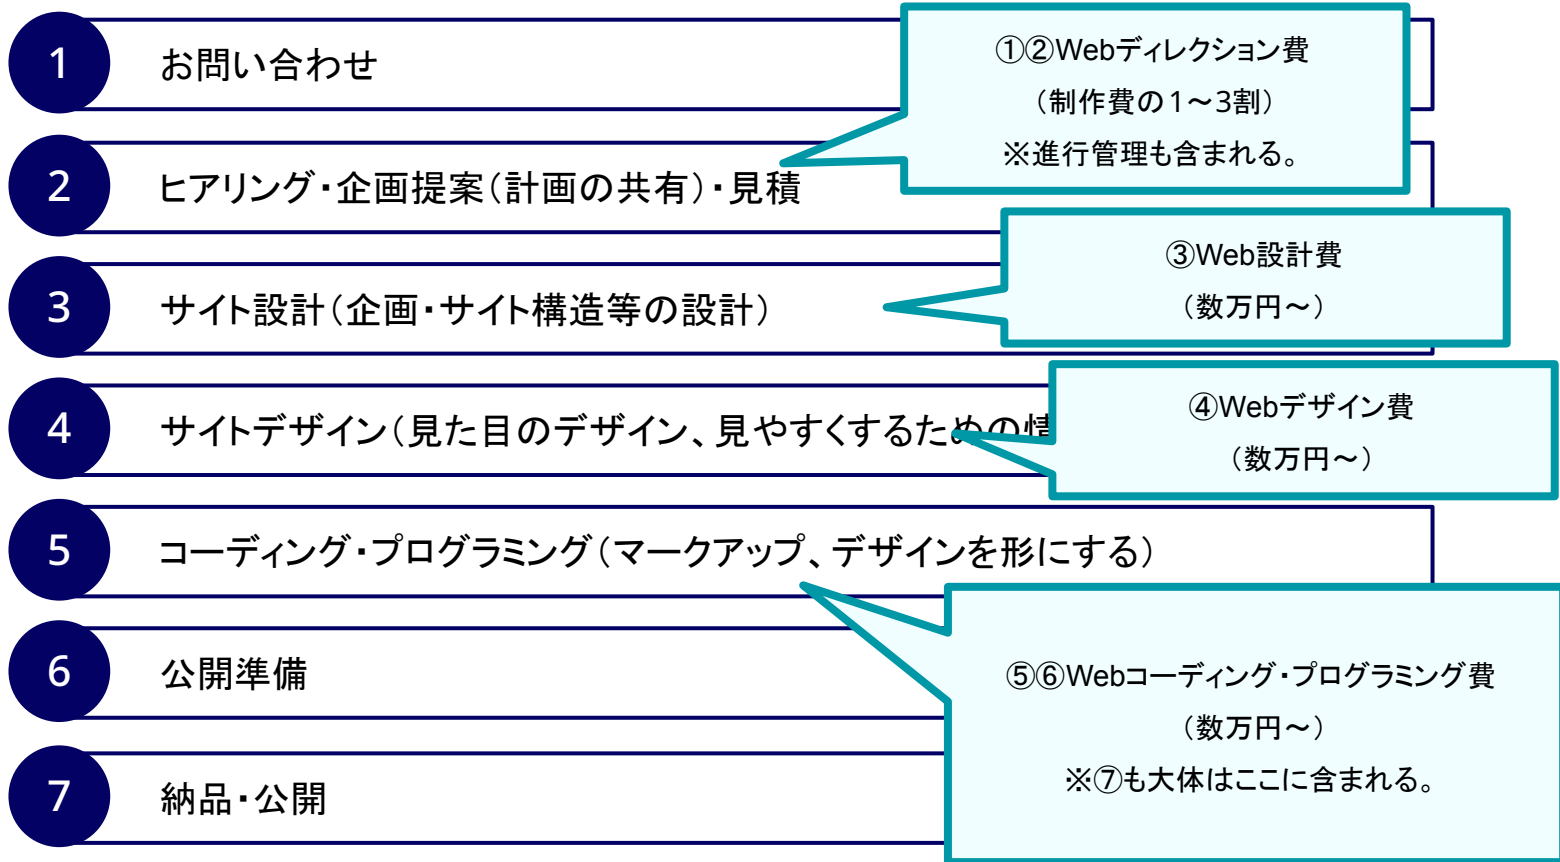 1
お問い合わせ
①②Webディレクション費
（制作費の1～3割）
※進行管理も含まれる。
2
ヒアリング・企画提案（計画の共有）・見積
3
サイト設計（企画・サイト構造等の設計）
③Web設計費
（数万円～）
4
サイトデザイン（見た目のデザイン、見やすくするための情
④Webデザイン費
（数万円～）
5
コーディング・プログラミング（マークアップ、デザインを形にする）
6
公開準備
⑤⑥Webコーディング・プログラミング費
（数万円～）
※⑦も大体はここに含まれる。
7
納品・公開